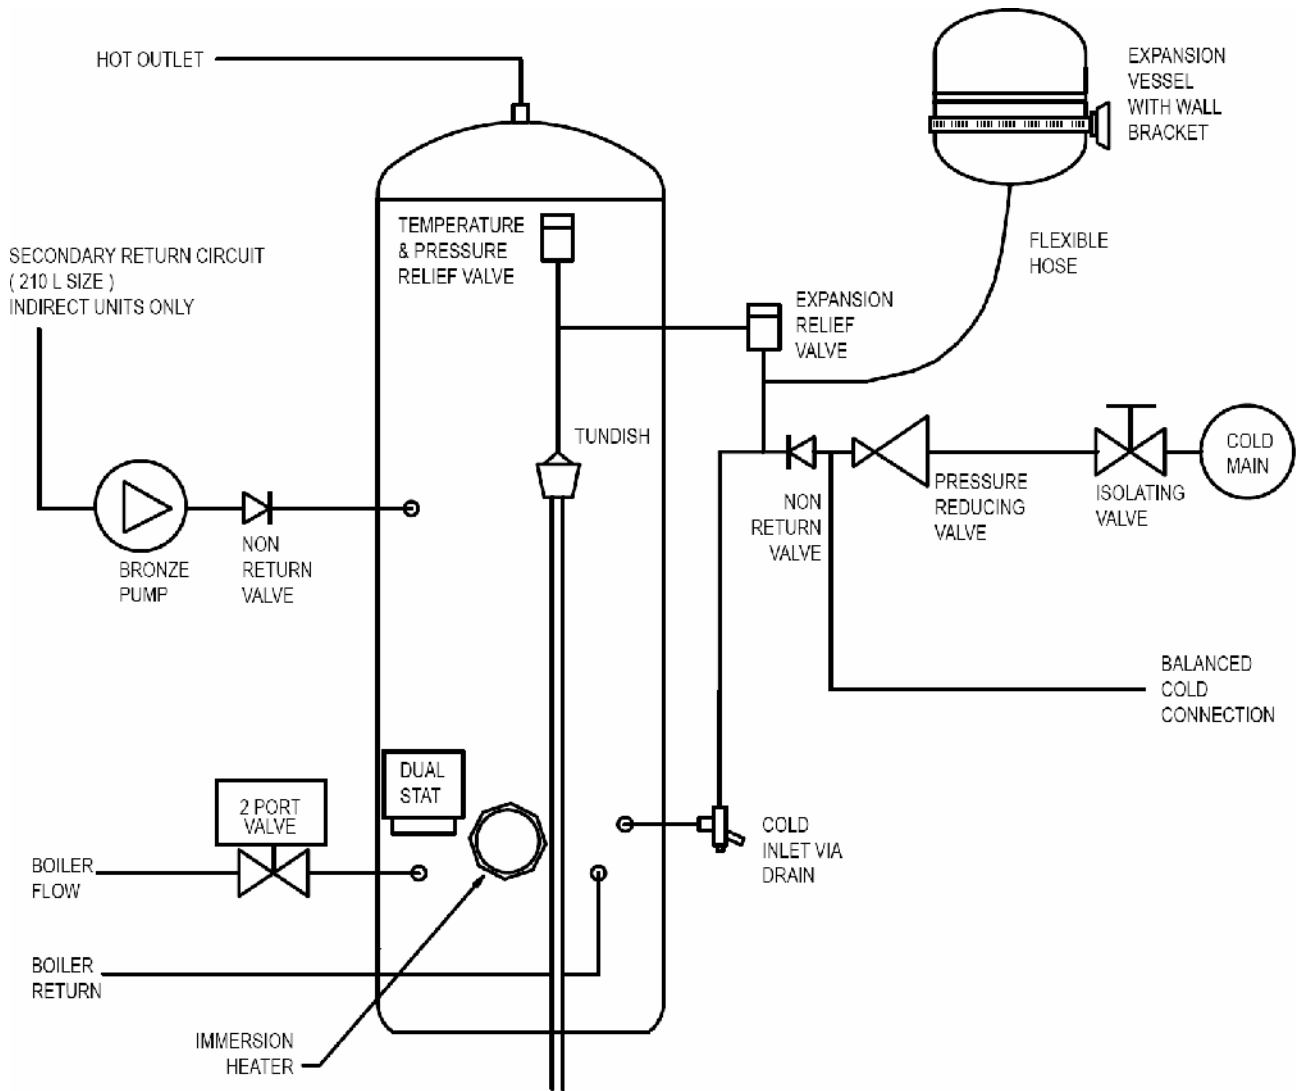 HOT OUTLET
EXPANSION
VESSEL
WITH WALL
BRACKET
TEMPERATURE
& PRESSURE
RELIEF VALVE
FLEXIBLE
HOSE
SECONDARY RETURN CIRCUIT
( 210 L SIZE )
INDIRECT UNITS ONLY
EXPANSION
RELIEF
VALVE
TUNDISH
COLD
MAIN
PRESSURE
REDUCING
VALVE
ISOLATING
VALVE
NON
RETURN
VALVE
NON
RETURN
VALVE
BRONZE
PUMP
BALANCED
COLD
CONNECTION
DUAL
STAT
2 PORT
VALVE
COLD
INLET VIA
DRAIN
BOILER
FLOW
BOILER
RETURN
IMMERSION
HEATER